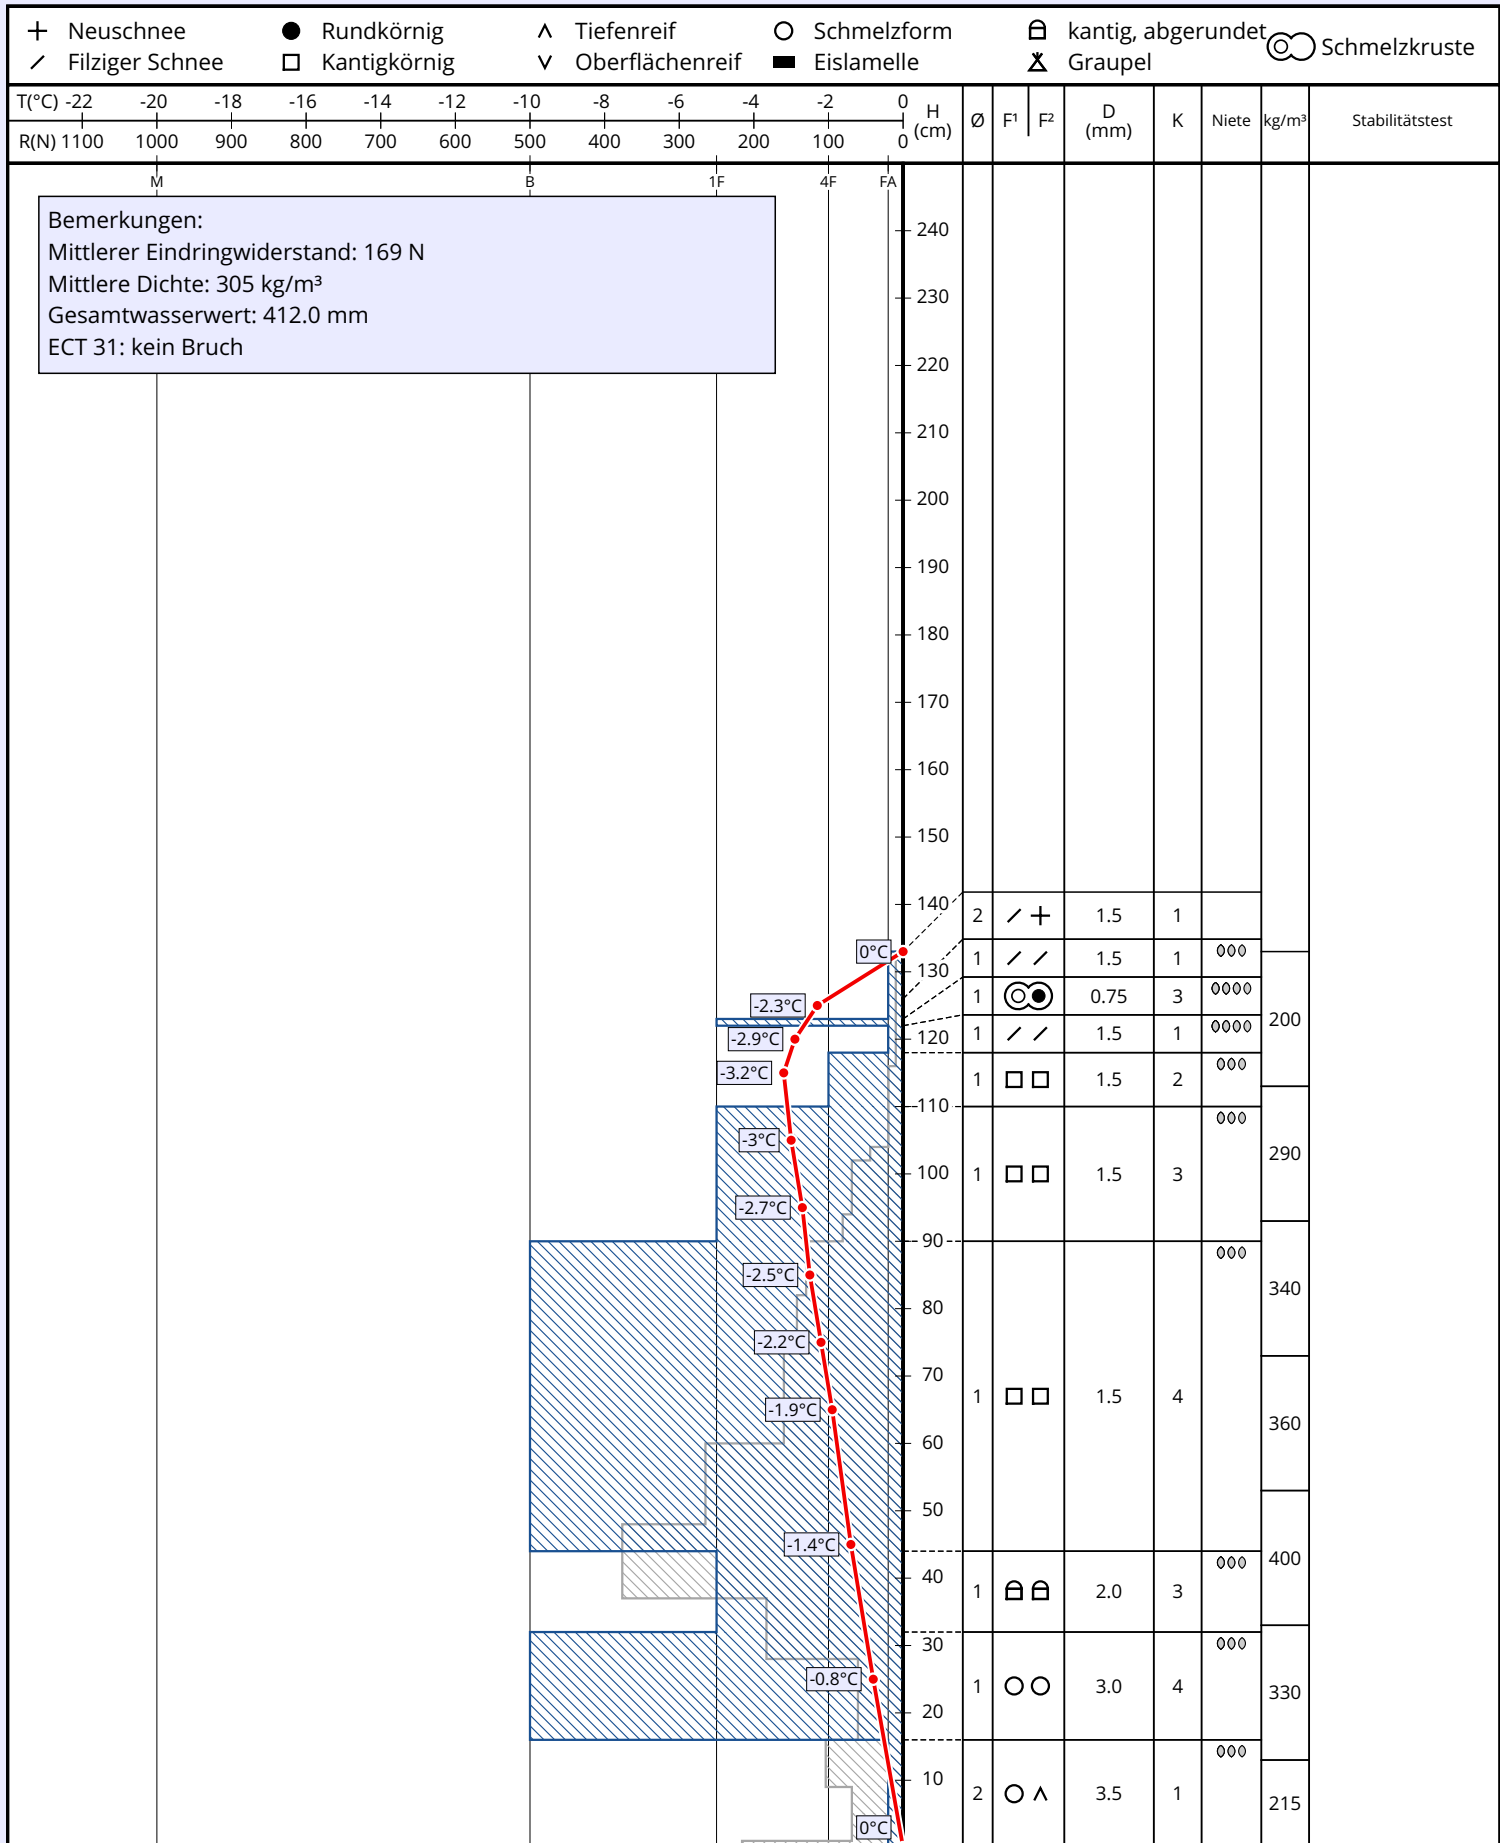 Neuschnee Rundkörnig Tiefenreif Schmelzform kantig, abgerundet Schmelzkruste
Filziger Schnee Kantigkörnig Oberflächenreif Eislamelle Graupel
T(°C) -22 -20 -18 -16 -14 -12 -10 -8 -6 -4 -2 0
R(N) 1100 1000 900 800 700 600 500 400 300 200 100 0
H (cm) Ø F¹ F² D (mm) K Niete kg/m³ Stabilitätstest
M B 1F 4F FA
Bemerkungen:
Mittlerer Eindringwiderstand: 169 N
Mittlere Dichte: 305 kg/m³
Gesamtwasserwert: 412.0 mm
ECT 31: kein Bruch
240
230
220
210
200
190
180
170
160
150
140
2 1.5 1
0°C
130
1 1.5 1
-2.3°C
1 0.75 3
200
-2.9°C
120
1 1.5 1
-3.2°C
1 1.5 2
110
-3°C
290
100
1 1.5 3
-2.7°C
90
-2.5°C
340
80
-2.2°C
70
1 1.5 4
-1.9°C
360
60
50
-1.4°C
400
40
1 2.0 3
30
-0.8°C
1 3.0 4
330
20
10
2 3.5 1
215
0°C